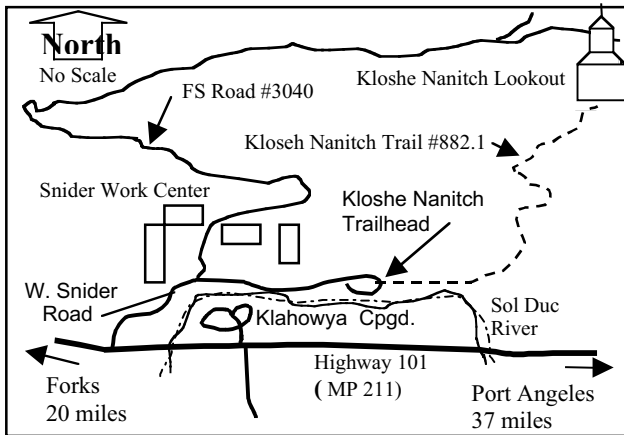 North
No Scale
Kloshe Nanitch Lookout
FS Road #3040
Kloseh Nanitch Trail #882.1
Snider Work Center
Kloshe Nanitch
Trailhead
W. Snider
Road
Klahowya Cpgd.
Sol Duc
River
Highway 101
( MP 211)
Forks
20 miles
Port Angeles
37 miles